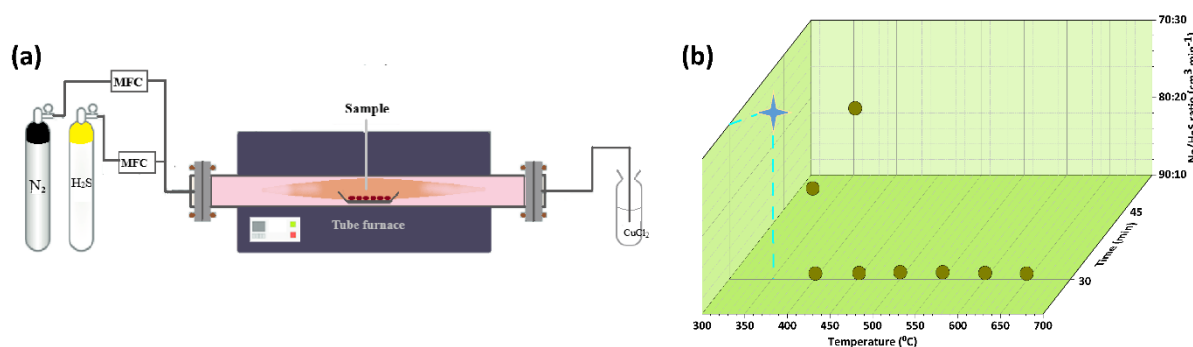 (a)
MFC
MFC
N2
H2S
Sample
Tube furnace
CuCl2
(b)
70:30
80:20
90:10
N2/H2S ratio (cm3 min-1)
45
30
Time (min)
300 350 400 450 500 550 600 650 700
Temperature (0C)